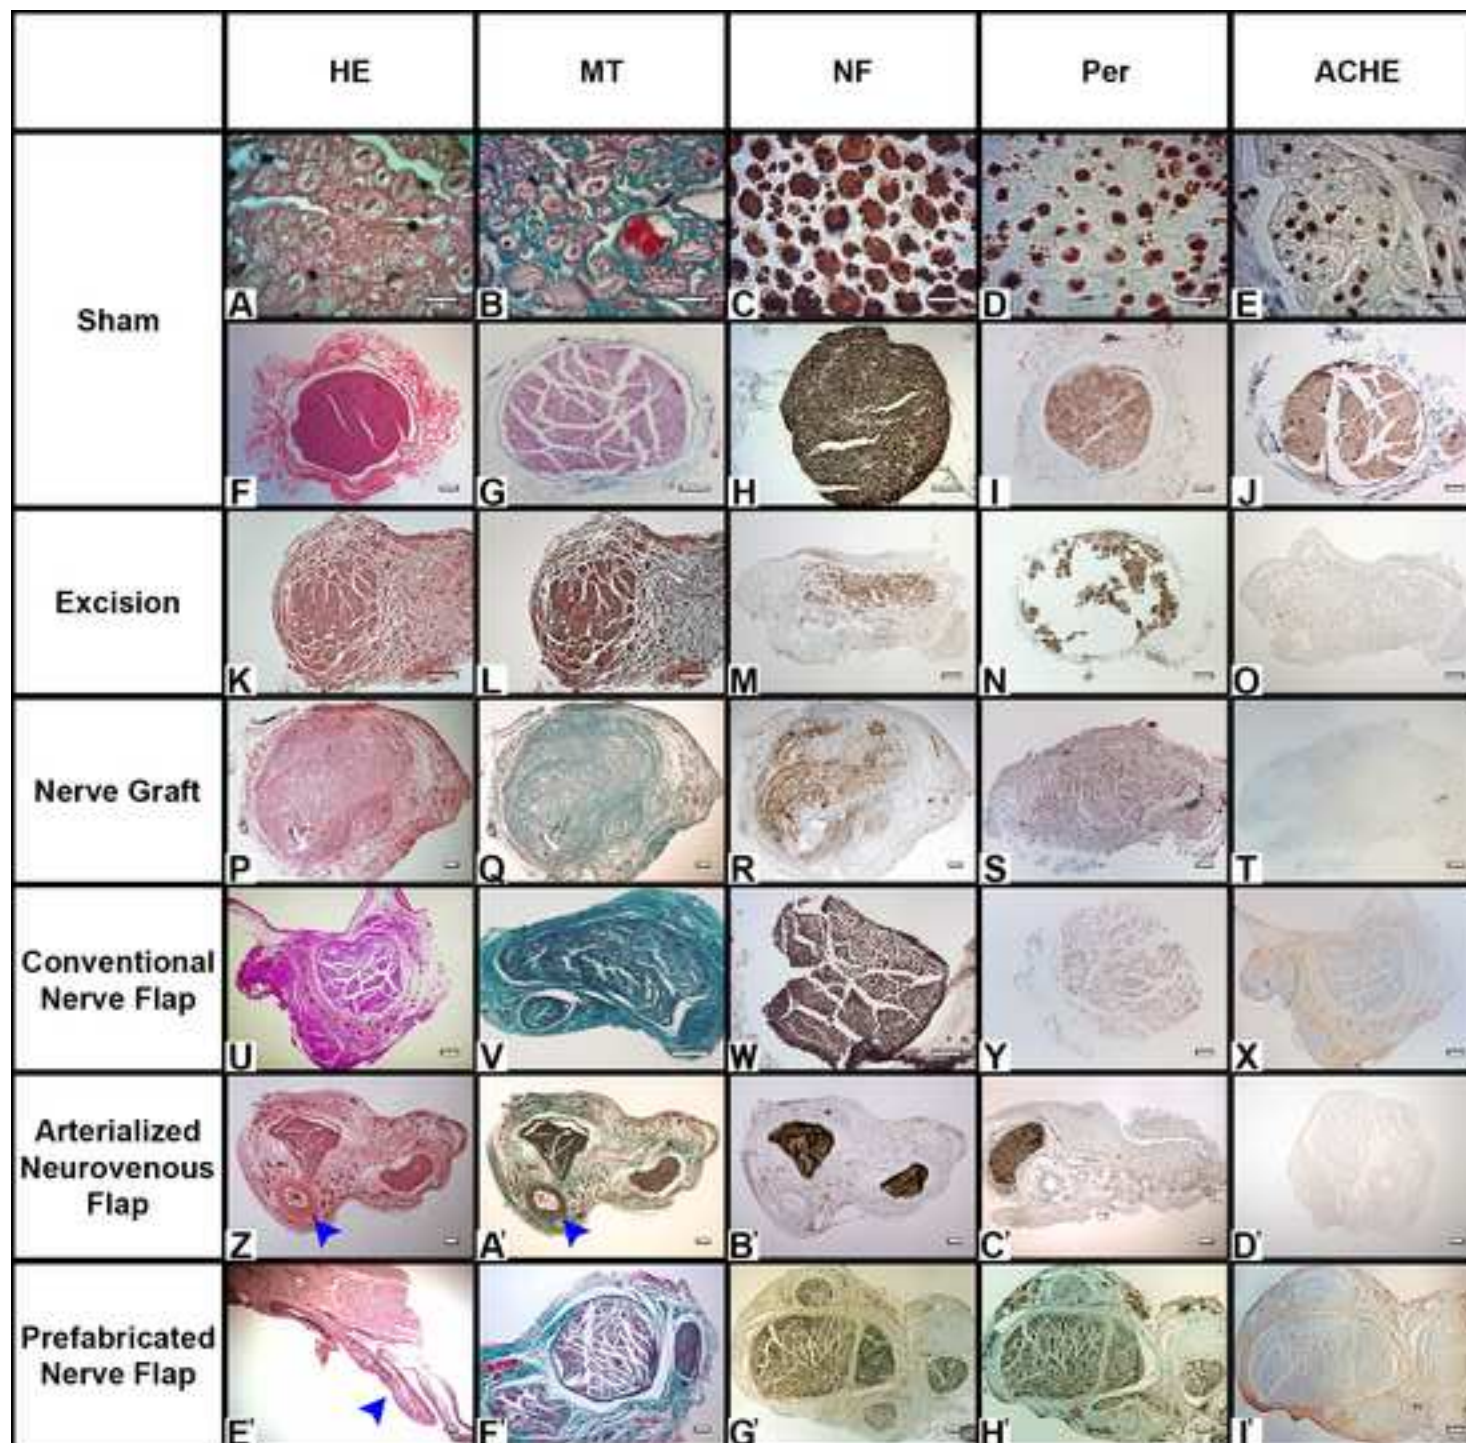 HE MT NF Per ACHE
Sham
A B C D E
F G H I J
Excision
K L M N O
Nerve Graft
P Q R S T
Conventional
Nerve Flap
U V W Y X
Arterialized
Neurovenous
Flap
Z A' B' C' D'
Prefabricated
Nerve Flap
E' F' G' H' I'